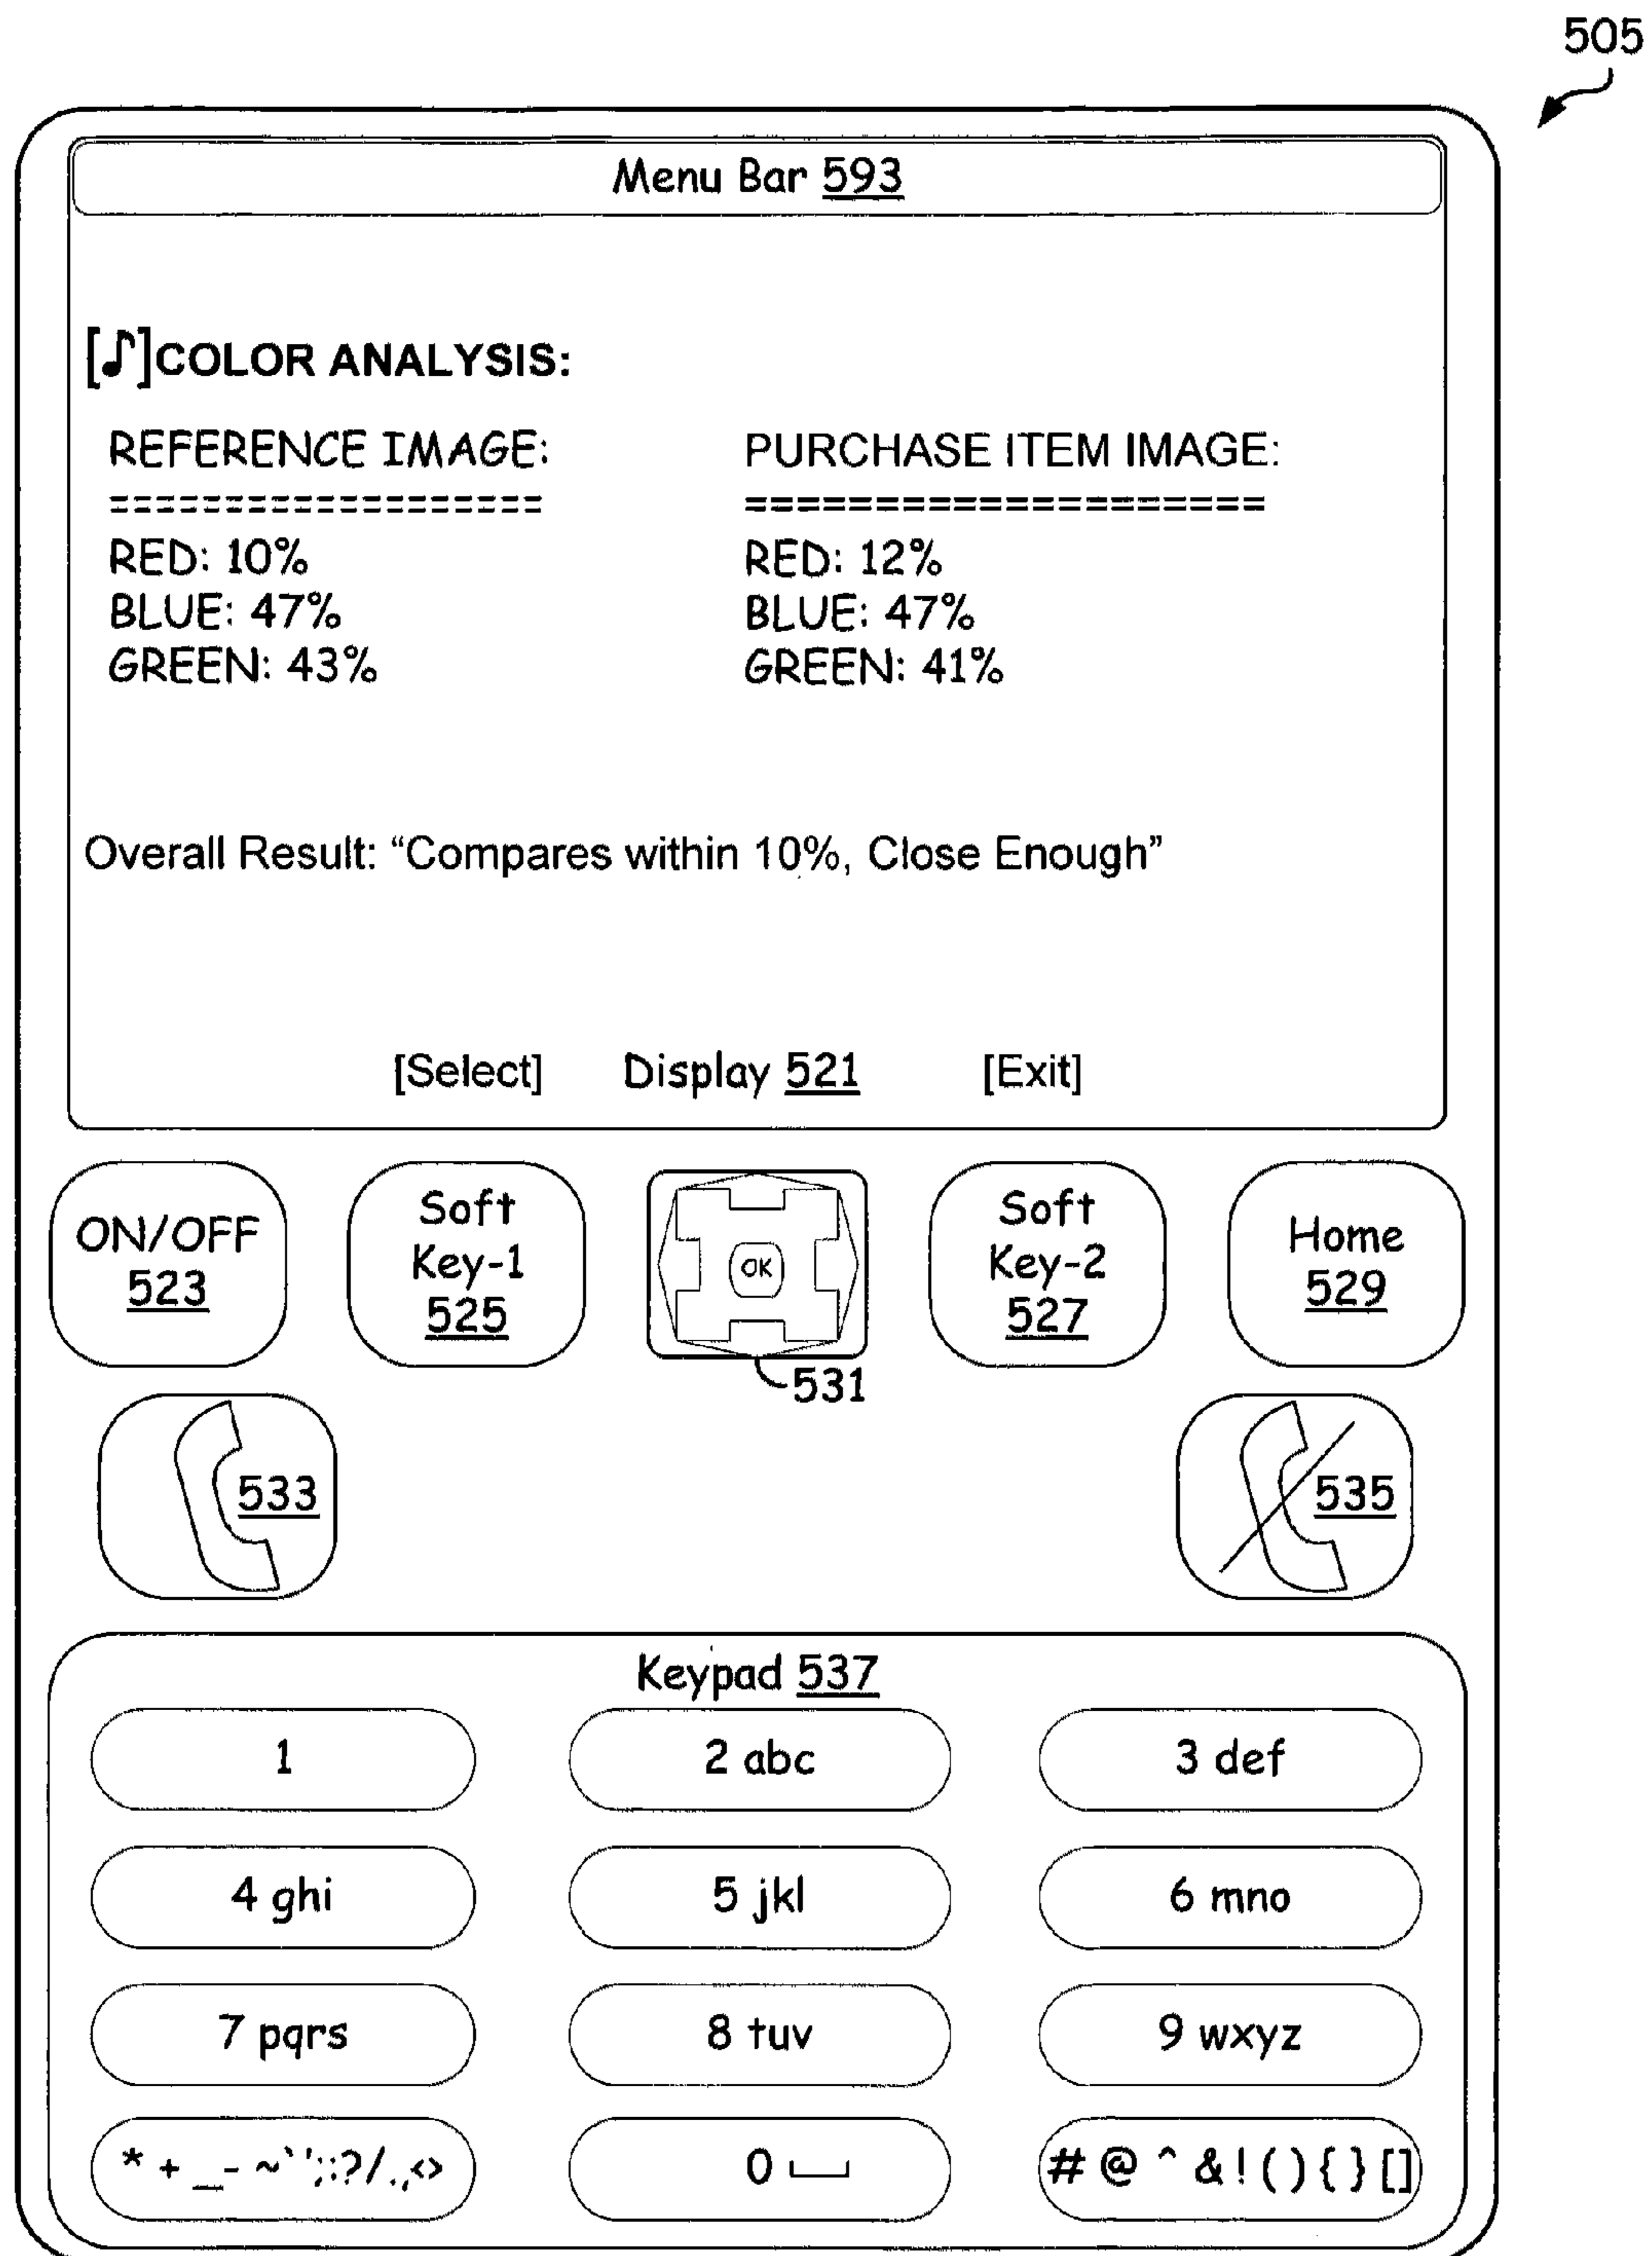 505
Menu Bar 593
[♪]COLOR ANALYSIS:
REFERENCE IMAGE: PURCHASE ITEM IMAGE:
=================== ====================
RED: 10% RED: 12%
BLUE: 47% BLUE: 47%
GREEN: 43% GREEN: 41%
Overall Result: “Compares within 10%, Close Enough”
[Select] Display 521 [Exit]
ON/OFF
523
Soft
Key-1
525
OK
531
Soft
Key-2
527
Home
529
533
535
Keypad 537
1
2 abc
3 def
4 ghi
5 jkl
6 mno
7 pqrs
8 tuv
9 wxyz
* + _ - ~`';:?/.,<>
0 ⎵
# @ ^ & ! ( ) { } []